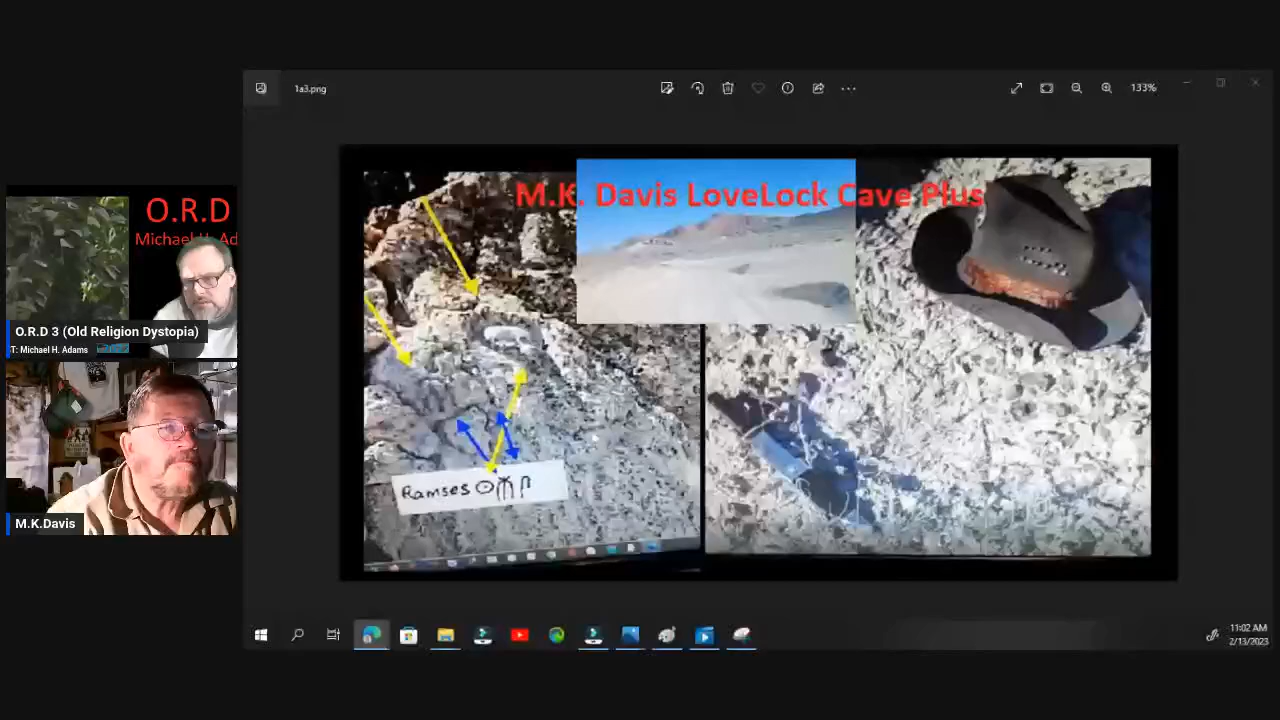 1a3.png
133%
M.K. Davis LoveLock Cave Plus
O.R.D
Michael H. Ad
O.R.D 3 (Old Religion Dystopia)
T: Michael H. Adams
M.K.Davis
Ramses
11:02 AM
2/13/2023